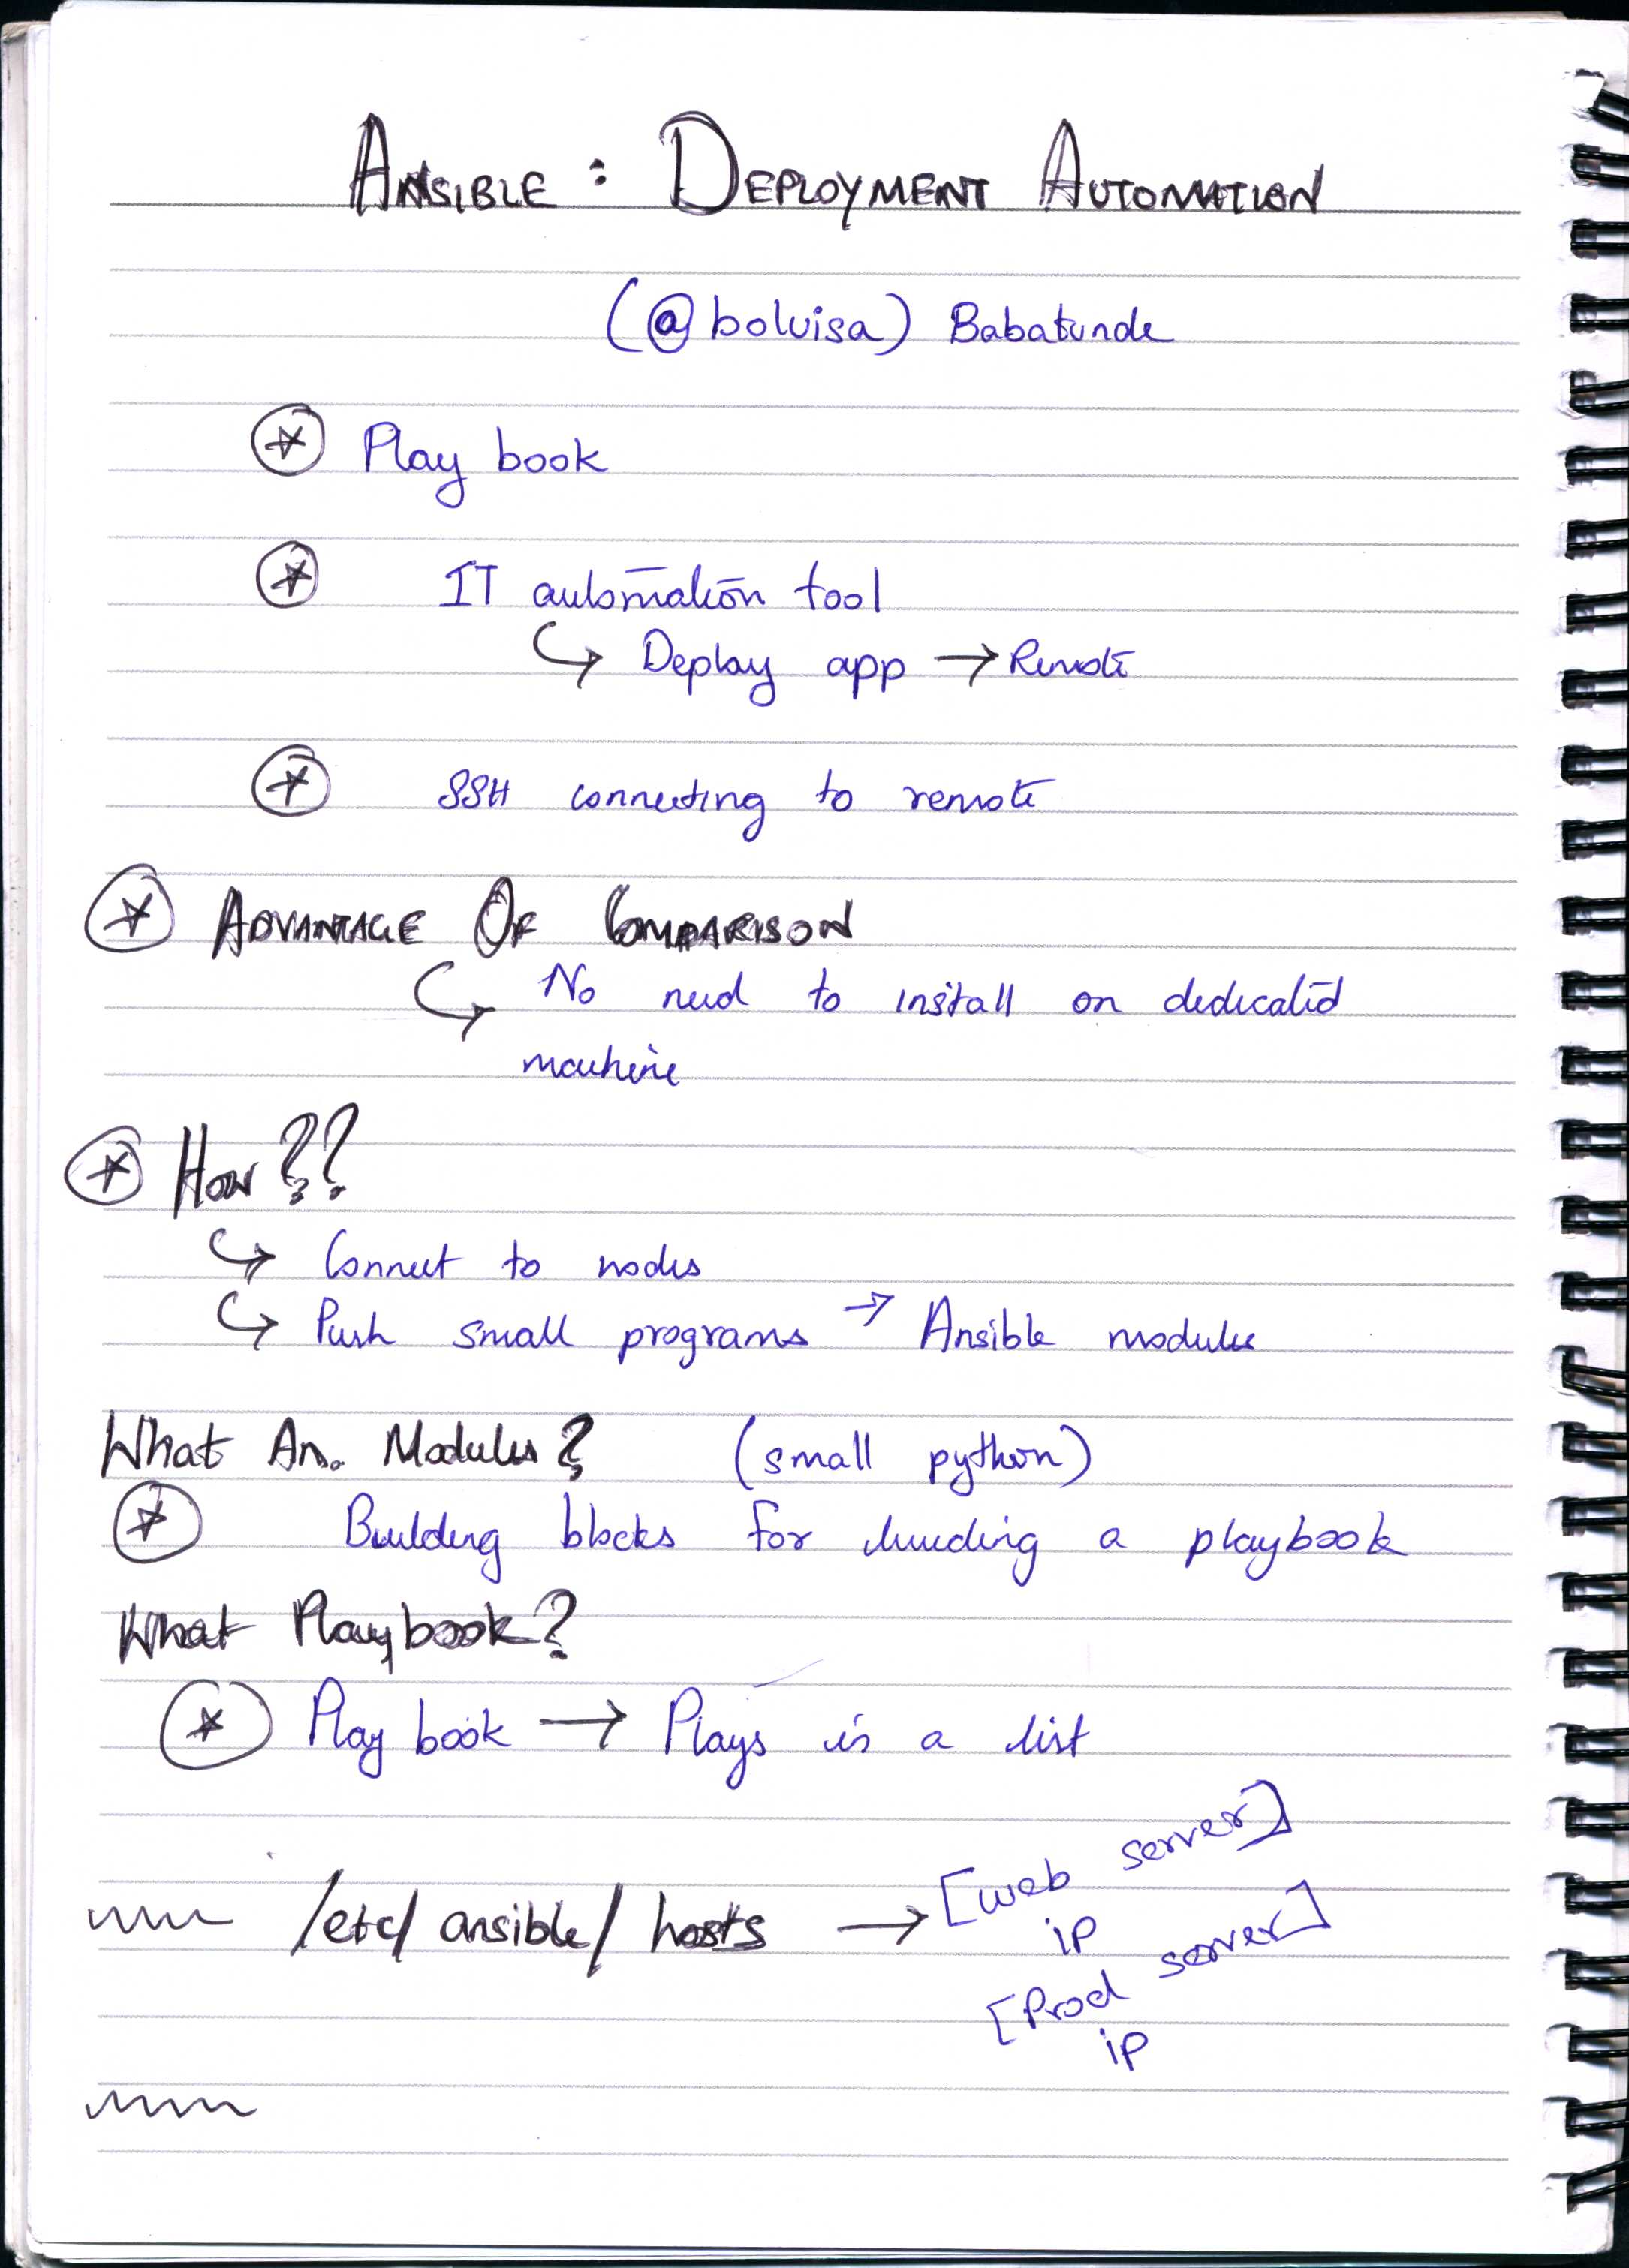 ANSIBLE : DEPLOYMENT AUTOMATION
(@boluisa) Babatunde
Play book
IT automation tool
Deploy app → Remote
SSH connecting to remote
ADVANTAGE OF COMPARISON
No need to install on dedicated
machine
How??
Connect to nodes
Push small programs → Ansible modules
What An. Modules? (small python)
Building blocks for a playbook
What Playbook?
Play book → Plays is a list
/etc/ansible/hosts → [web server]
ip
[Prod server]
ip